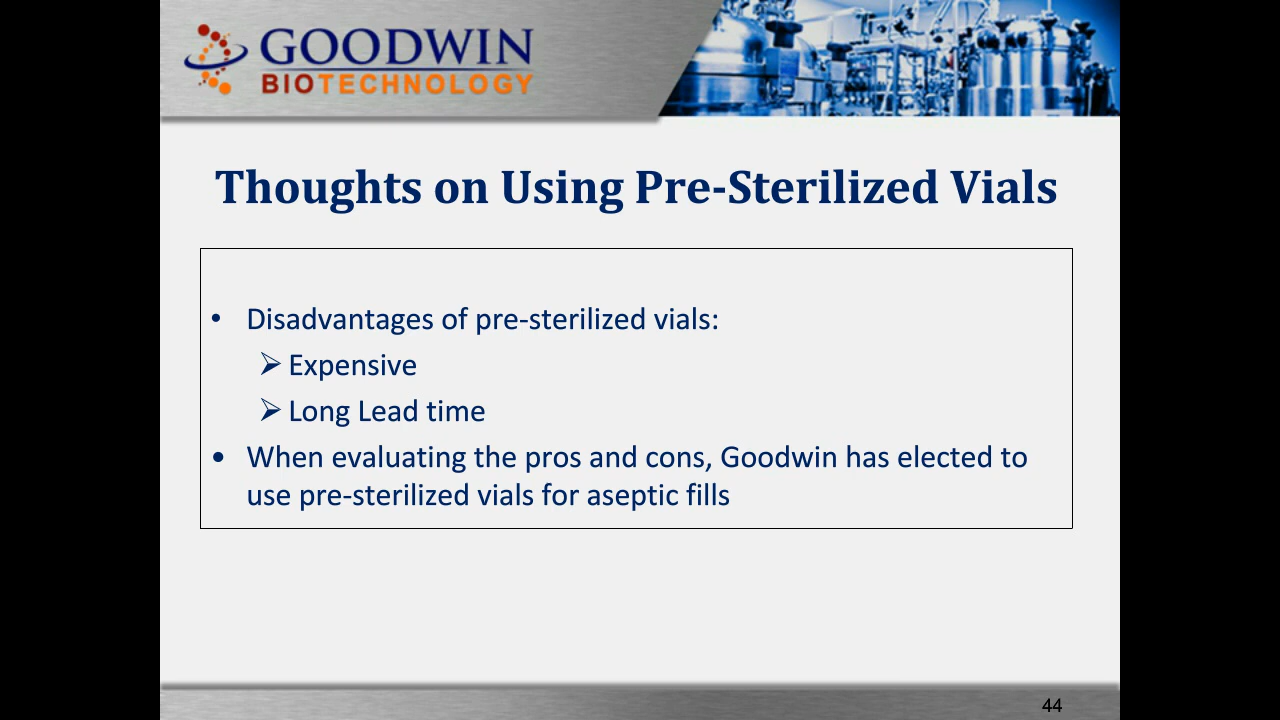 GOODWIN
BIOTECHNOLOGY
Thoughts on Using Pre-Sterilized Vials
• Disadvantages of pre-sterilized vials:
➢ Expensive
➢ Long Lead time
• When evaluating the pros and cons, Goodwin has elected to
use pre-sterilized vials for aseptic fills
44